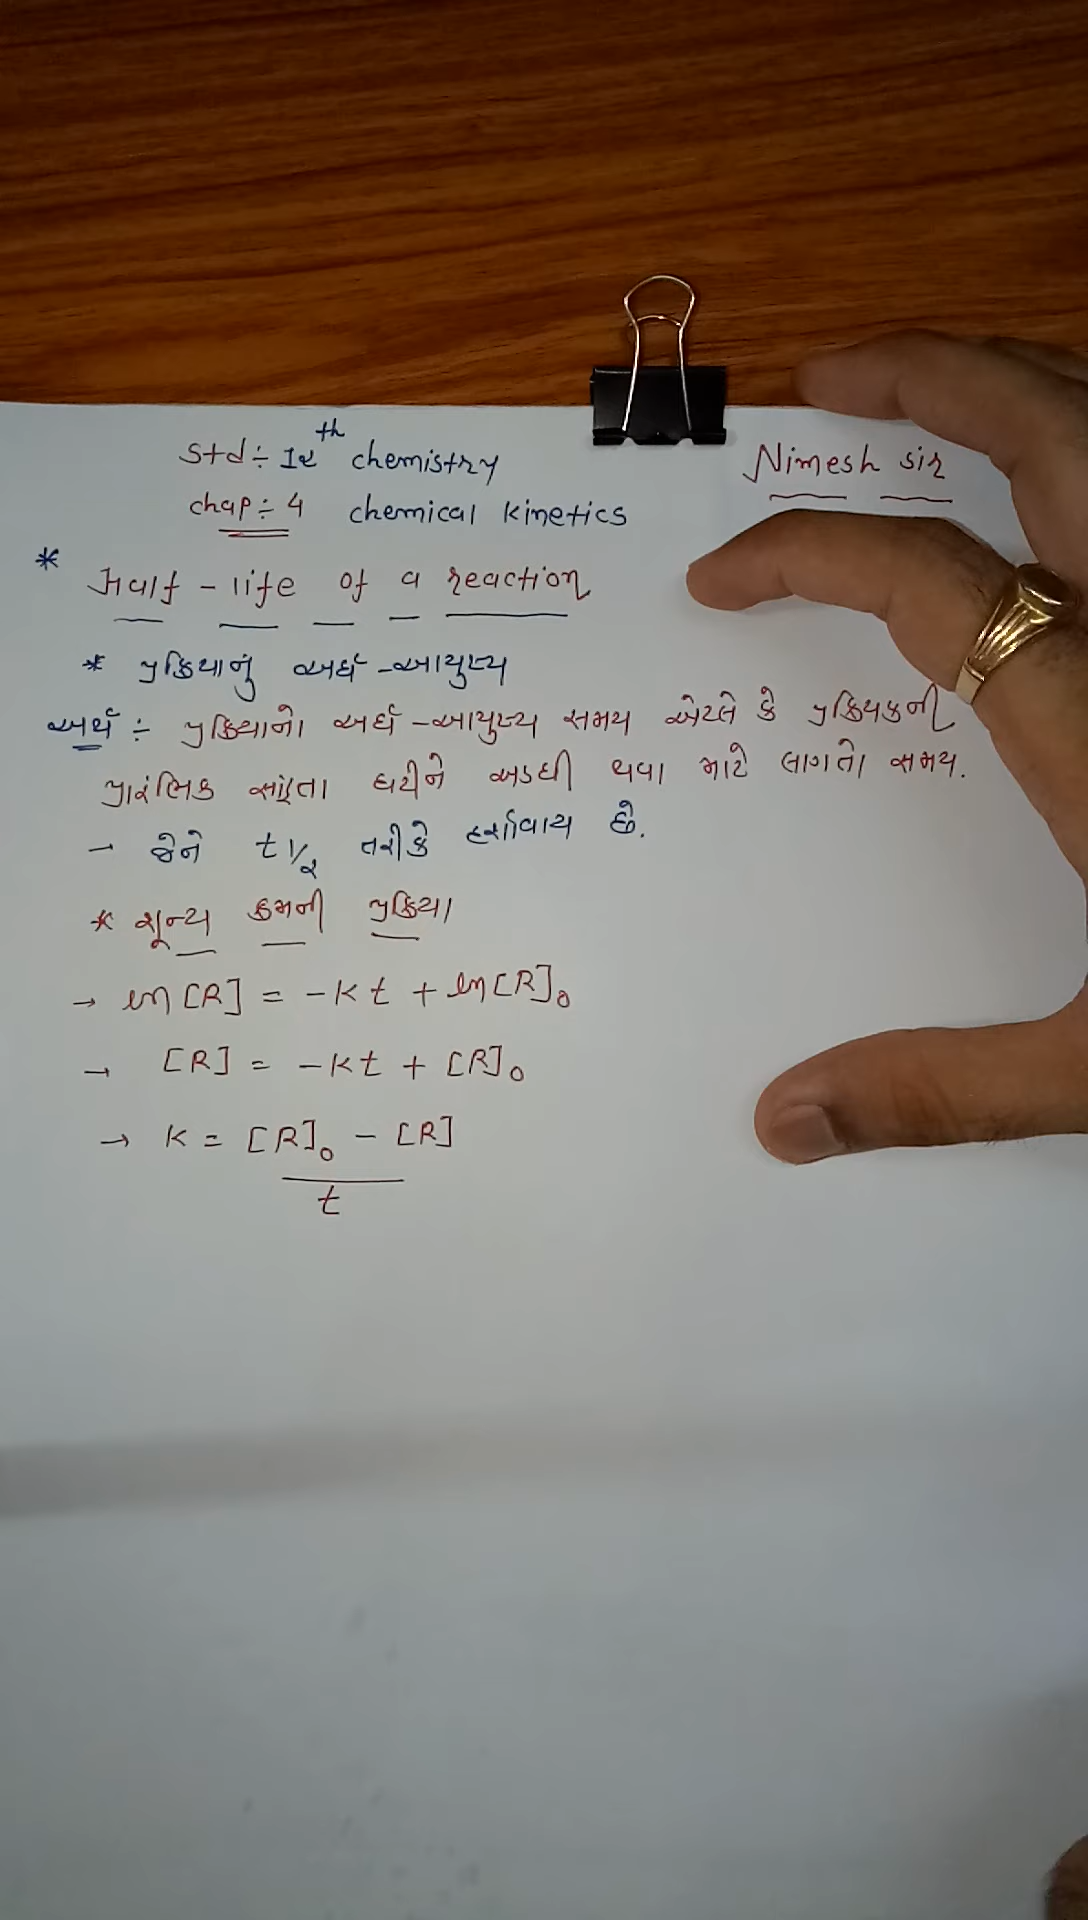 Std ÷ 12th chemistry
Nimesh sir
chap ÷ 4 chemical kinetics
* Half - life of a reaction
* પ્રક્રિયાનું અર્ધ - આયુષ્ય
અર્થ ÷ પ્રક્રિયાનો અર્ધ - આયુષ્ય સમય એટલે કે પ્રક્રિયકની
પ્રારંભિક સાંદ્રતા ઘટીને અડધી થવા માટે લાગતો સમય.
- જેને t1/2 તરીકે દર્શાવાય છે.
* શૂન્ય ક્રમની પ્રક્રિયા
→ ln [R] = -kt + ln[R]₀
→ [R] = -kt + [R]₀
→ K = [R]₀ - [R]
t